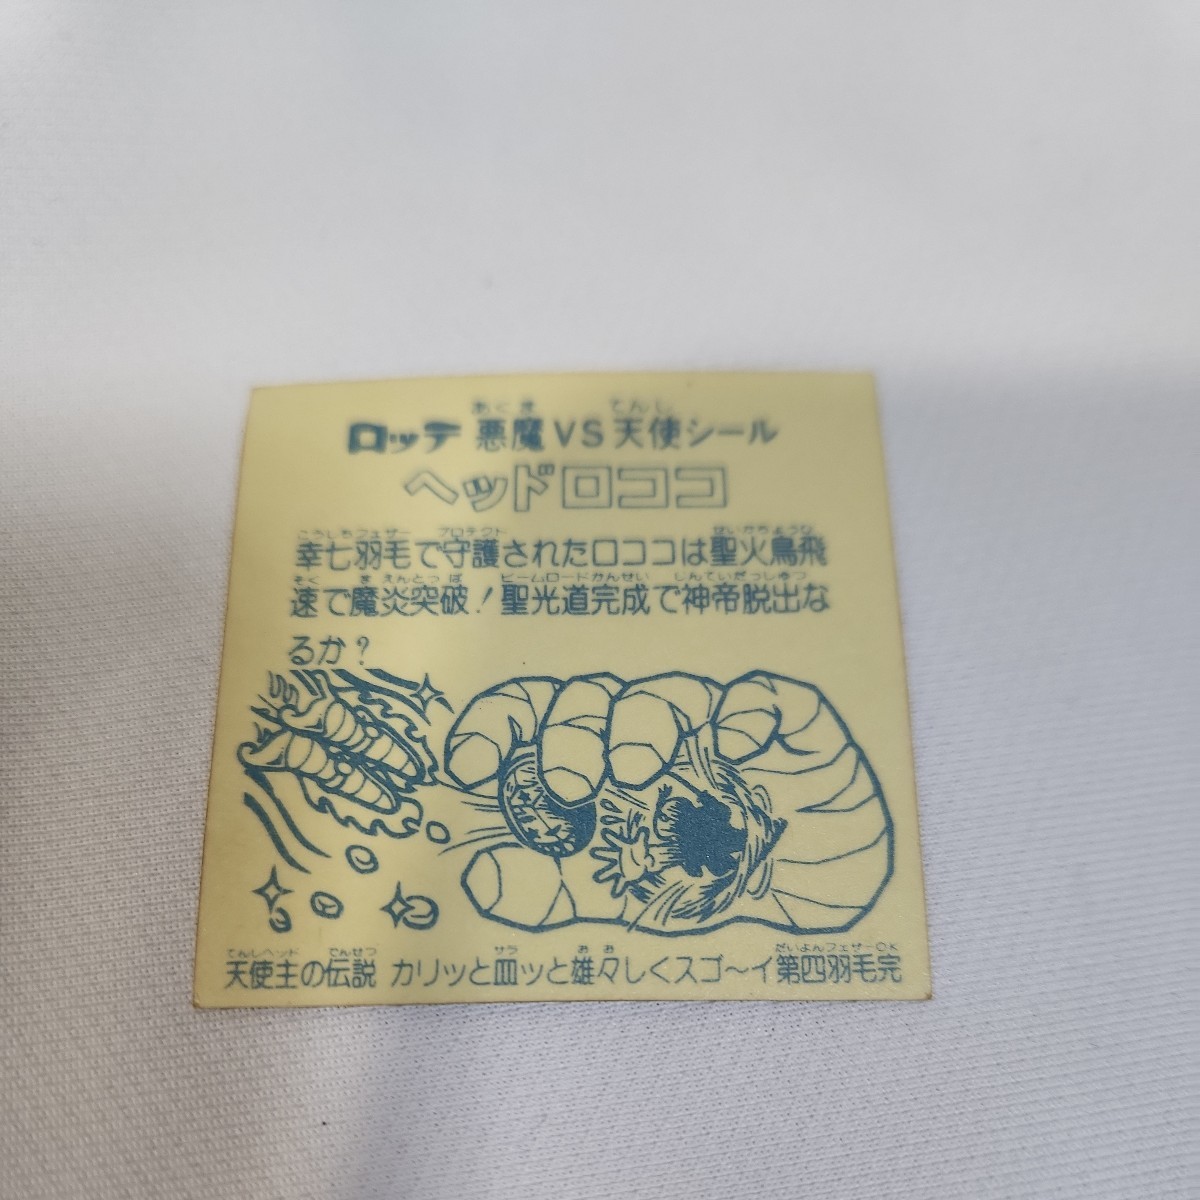 ロッテ 悪魔VS天使シール
ヘッドロココ
幸七羽毛で守護されたロココは聖火鳥飛
速で魔炎突破!聖光道完成で神帝脱出な
るか?
天使主の伝説 カリッと皿ッと雄々しくスゴ〜イ第四羽毛完